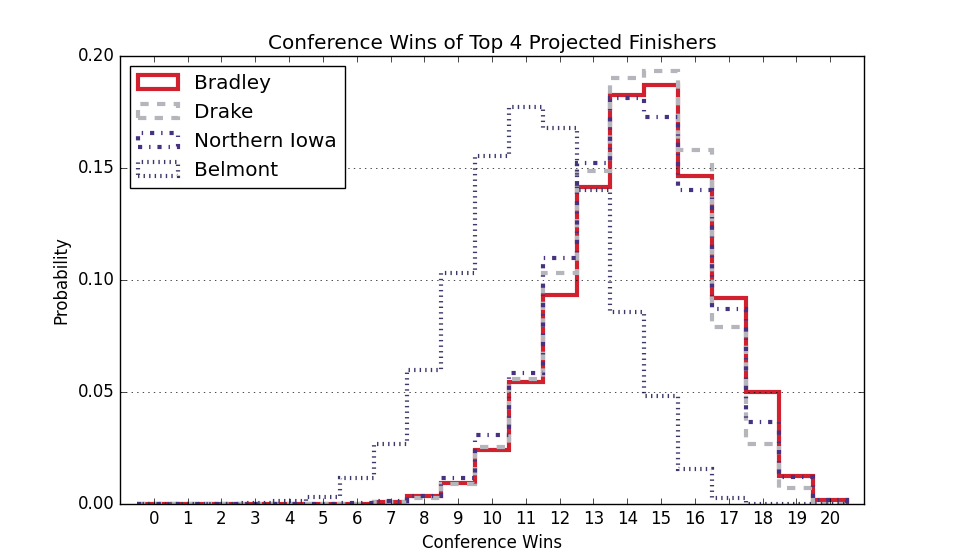 Conference Wins of Top 4 Projected Finishers
0.20
0.15
0.10
0.05
0.00
Probability
Bradley
Drake
Northern Iowa
Belmont
0 1 2 3 4 5 6 7 8 9 10 11 12 13 14 15 16 17 18 19 20
Conference Wins